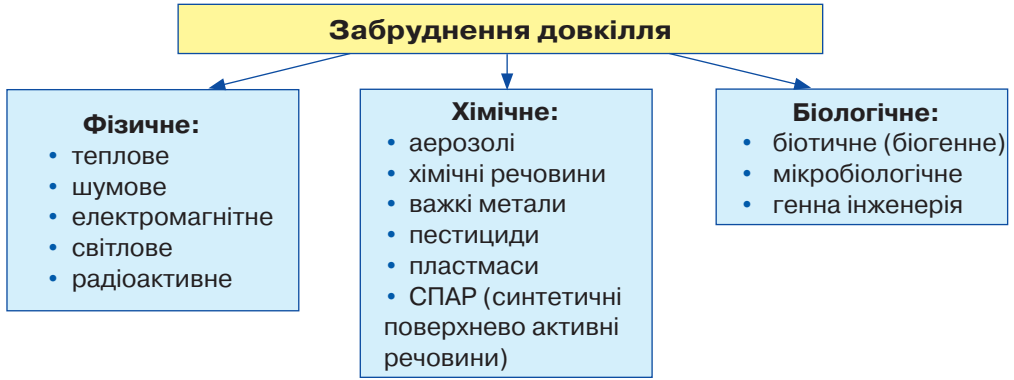 Забруднення довкілля
Фізичне:
• теплове
• шумове
• електромагнітне
• світлове
• радіоактивне
Хімічне:
• аерозолі
• хімічні речовини
• важкі метали
• пестициди
• пластмаси
• СПАР (синтетичні
поверхнево активні
речовини)
Біологічне:
• біотичне (біогенне)
• мікробіологічне
• генна інженерія